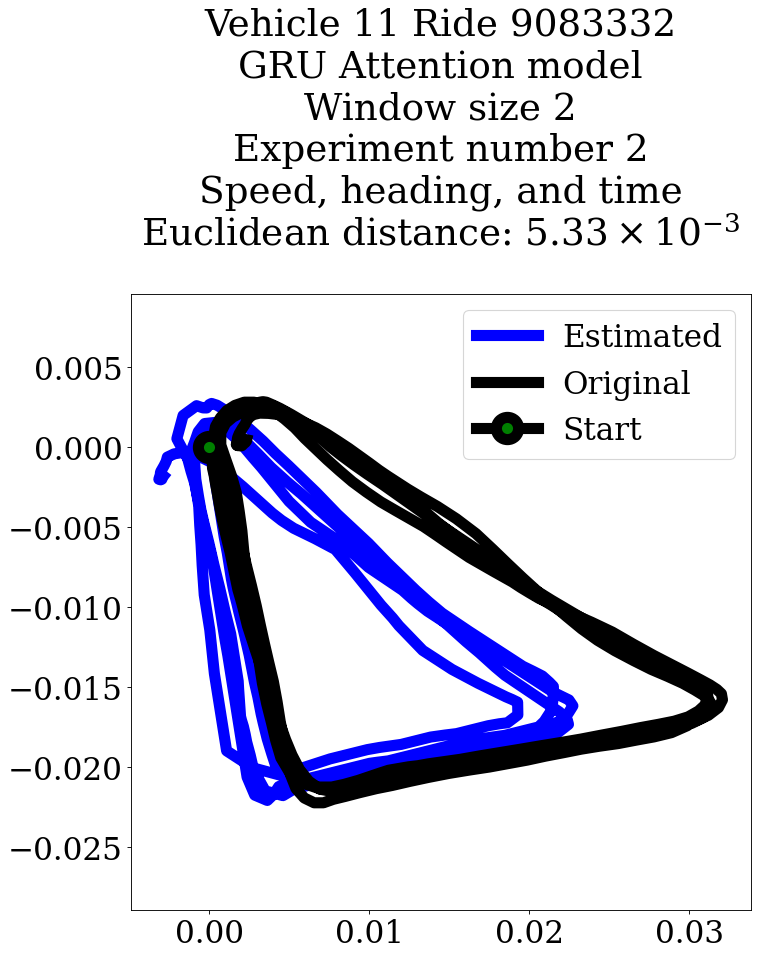 Vehicle 11 Ride 9083332
GRU Attention model
Window size 2
Experiment number 2
Speed, heading, and time
Euclidean distance: 5.33 × 10⁻³
Estimated
Original
Start
0.005
0.000
−0.005
−0.010
−0.015
−0.020
−0.025
0.00 0.01 0.02 0.03